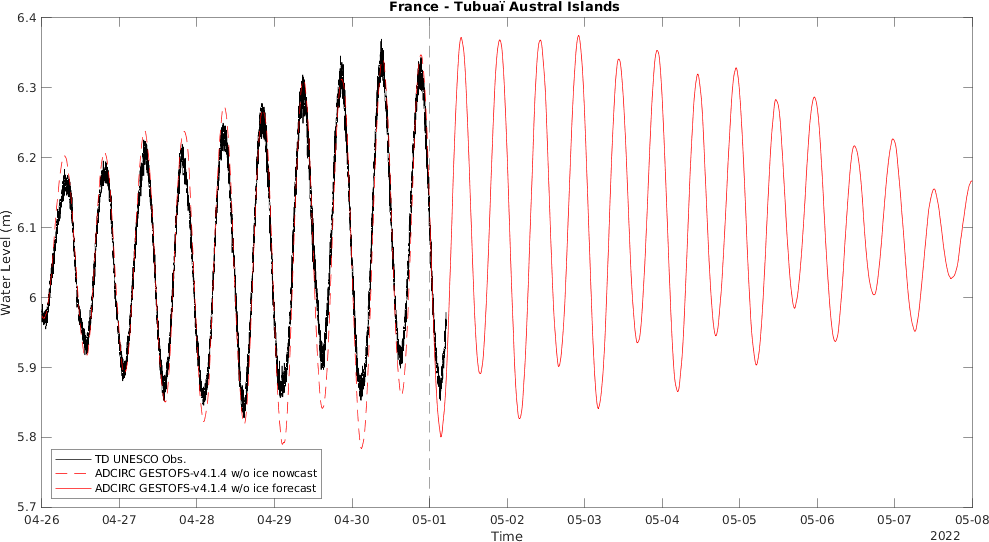 France - Tubuaï Austral Islands
6.4
6.3
6.2
6.1
6
5.9
5.8
5.7
Water Level (m)
TD UNESCO Obs.
ADCIRC GESTOFS-v4.1.4 w/o ice nowcast
ADCIRC GESTOFS-v4.1.4 w/o ice forecast
04-26 04-27 04-28 04-29 04-30 05-01 05-02 05-03 05-04 05-05 05-06 05-07 05-08
Time
2022